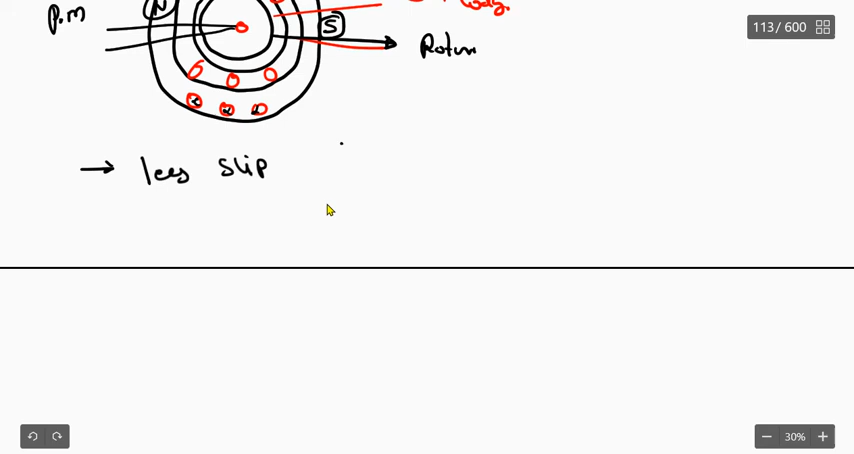 N
P.M
S
113 / 600
Rotor
→ less slip
30%